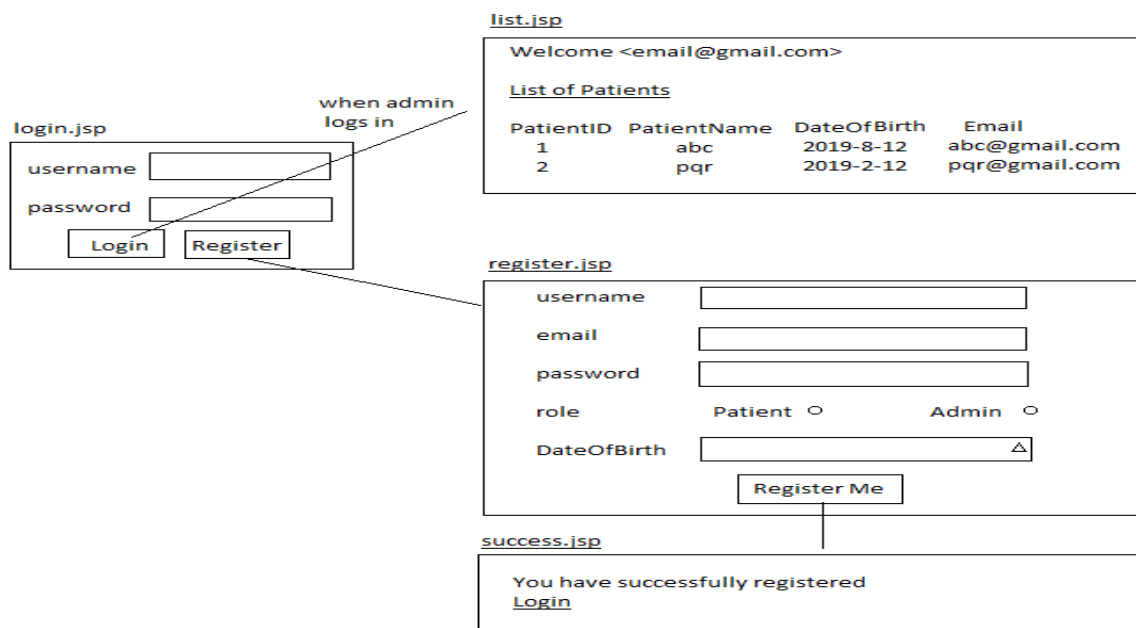 list.jsp
Welcome <email@gmail.com>
List of Patients
PatientID PatientName DateOfBirth Email
1 abc 2019-8-12 abc@gmail.com
2 pqr 2019-2-12 pqr@gmail.com
when admin
logs in
login.jsp
username
password
Login Register
register.jsp
username
email
password
role Patient Admin
DateOfBirth
Register Me
success.jsp
You have successfully registered
Login